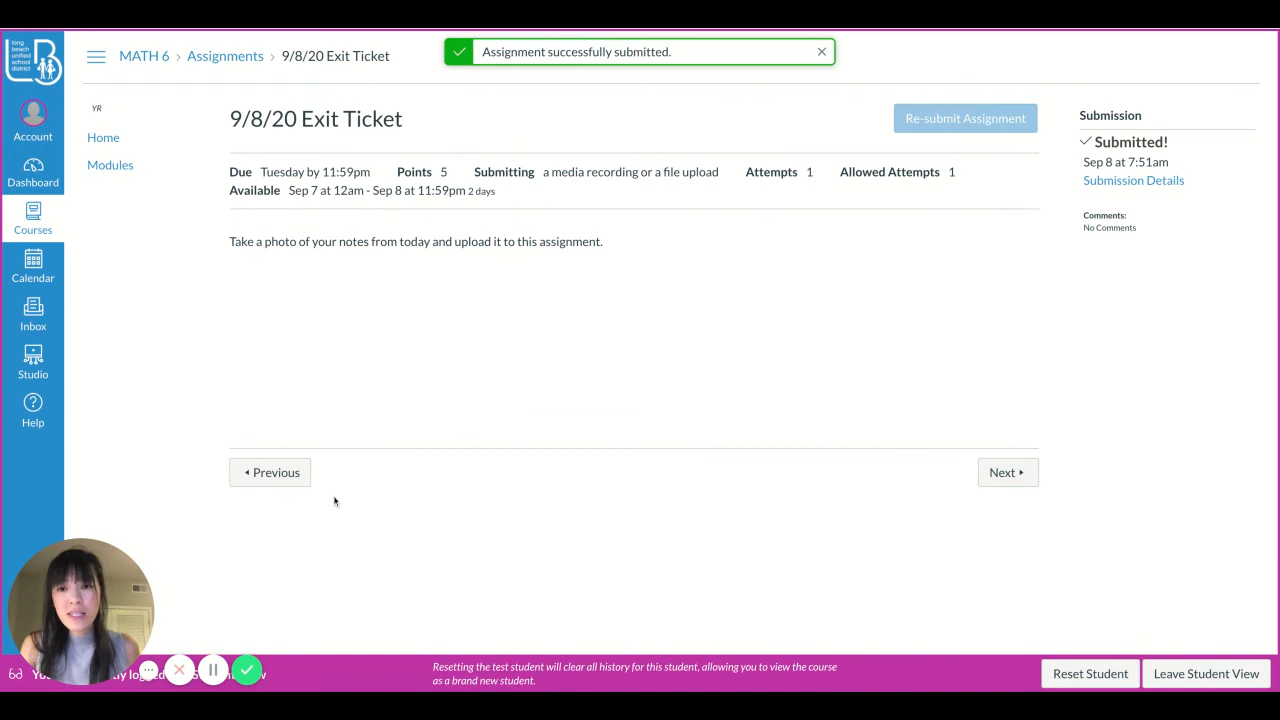 long
beach
unified
school
district
Account
Dashboard
Courses
Calendar
Inbox
Studio
Help
MATH 6 › Assignments › 9/8/20 Exit Ticket
Assignment successfully submitted.
YR
Home
Modules
9/8/20 Exit Ticket
Re-submit Assignment
Due Tuesday by 11:59pm Points 5 Submitting a media recording or a file upload Attempts 1 Allowed Attempts 1
Available Sep 7 at 12am - Sep 8 at 11:59pm 2 days
Take a photo of your notes from today and upload it to this assignment.
Previous
Next
Submission
Submitted!
Sep 8 at 7:51am
Submission Details
Comments:
No Comments
Resetting the test student will clear all history for this student, allowing you to view the course
as a brand new student.
Reset Student
Leave Student View